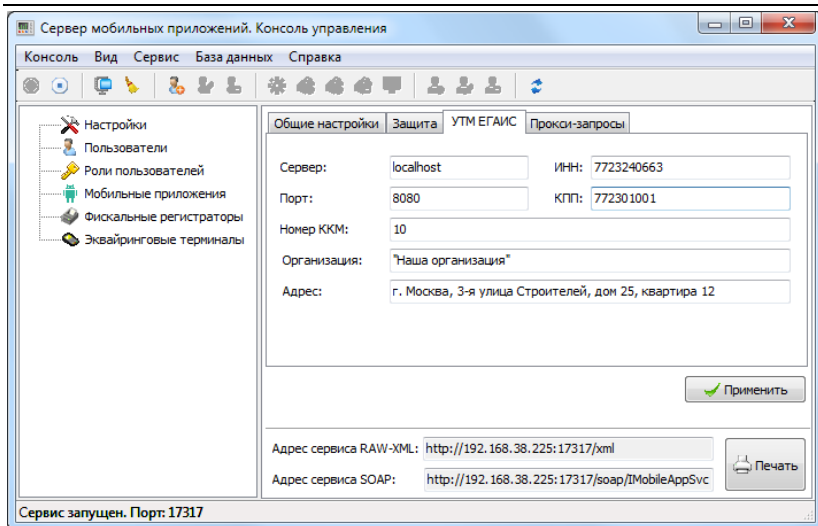 Сервер мобильных приложений. Консоль управления
Консоль Вид Сервис База данных Справка
Настройки
Пользователи
Роли пользователей
Мобильные приложения
Фискальные регистраторы
Эквайринговые терминалы
Общие настройки Защита УТМ ЕГАИС Прокси-запросы
Сервер: localhost ИНН: 7723240663
Порт: 8080 КПП: 772301001
Номер ККМ: 10
Организация: "Наша организация"
Адрес: г. Москва, 3-я улица Строителей, дом 25, квартира 12
Применить
Адрес сервиса RAW-XML: http://192.168.38.225:17317/xml
Адрес сервиса SOAP: http://192.168.38.225:17317/soap/IMobileAppSvc
Печать
Сервис запущен. Порт: 17317